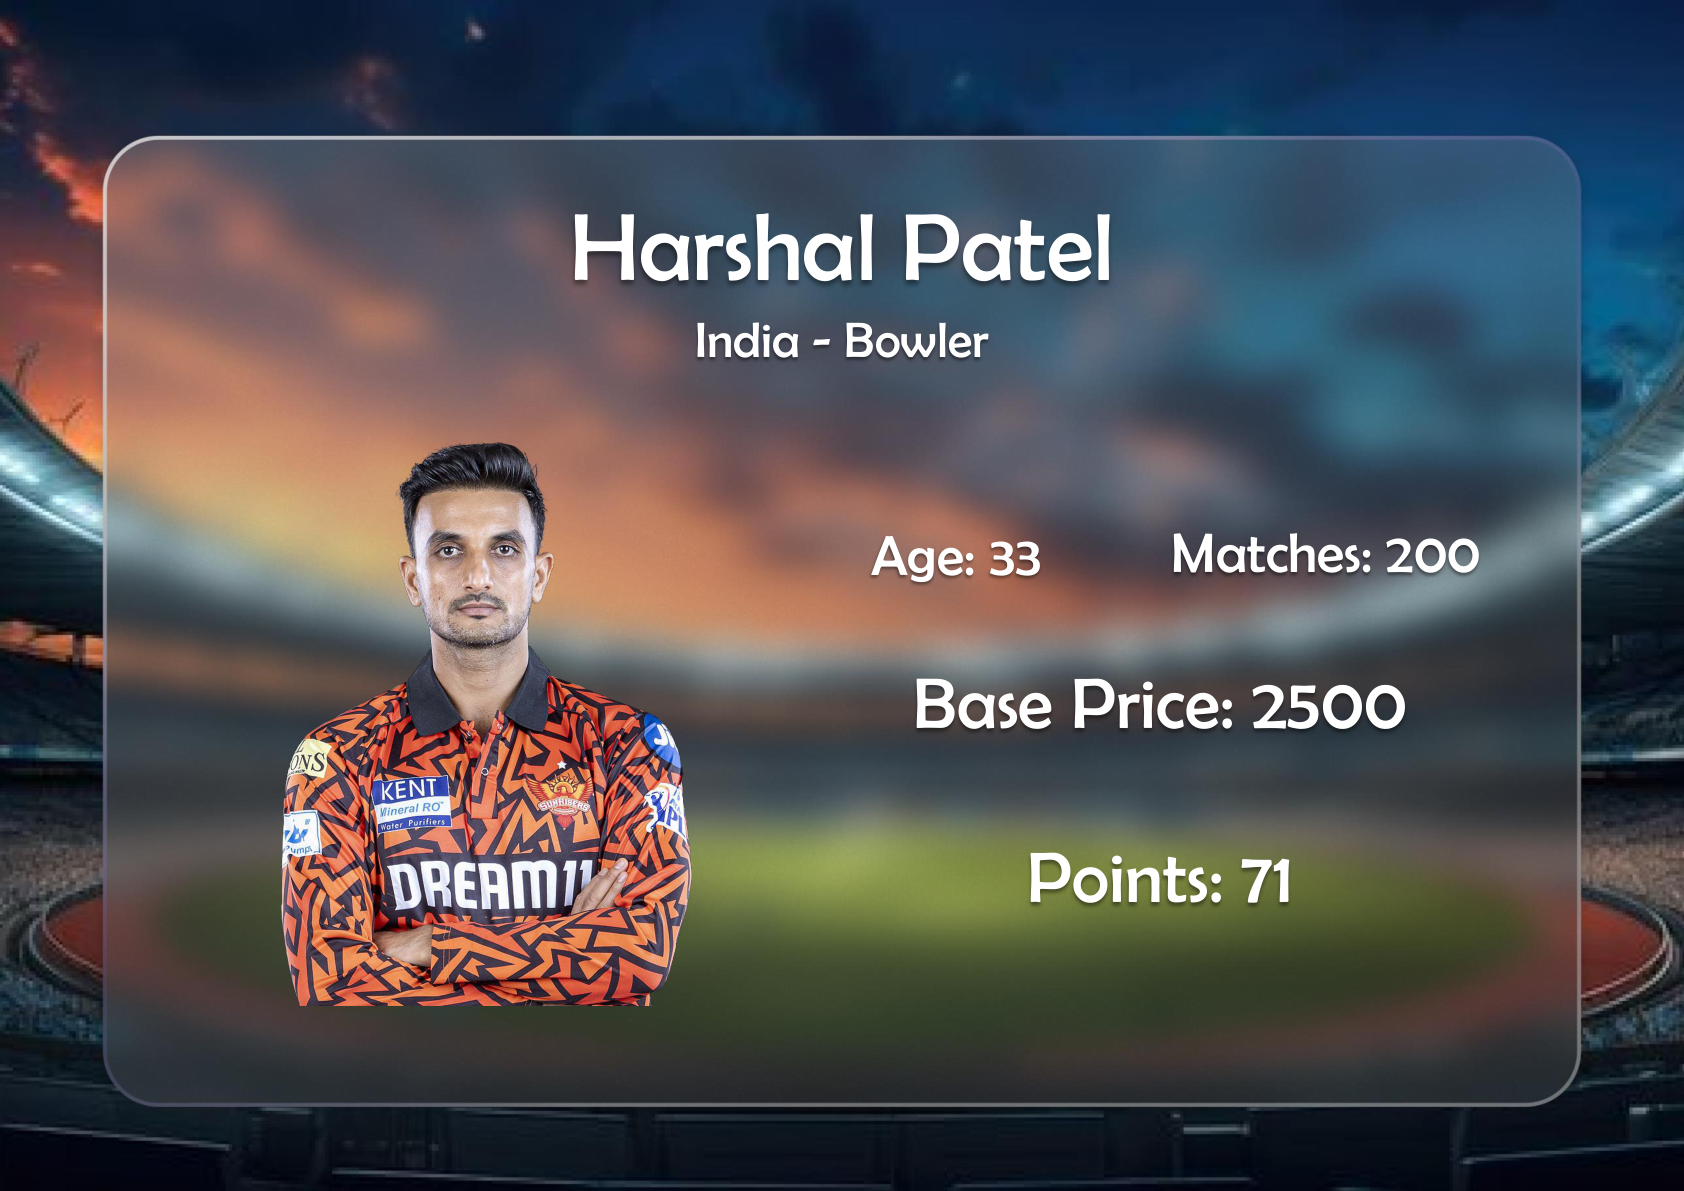 Harshal Patel
India - Bowler
Age: 33
Matches: 200
Base Price: 2500
Points: 71
KENT
Mineral RO
Water Purifiers
SUNRISERS
DREAM11